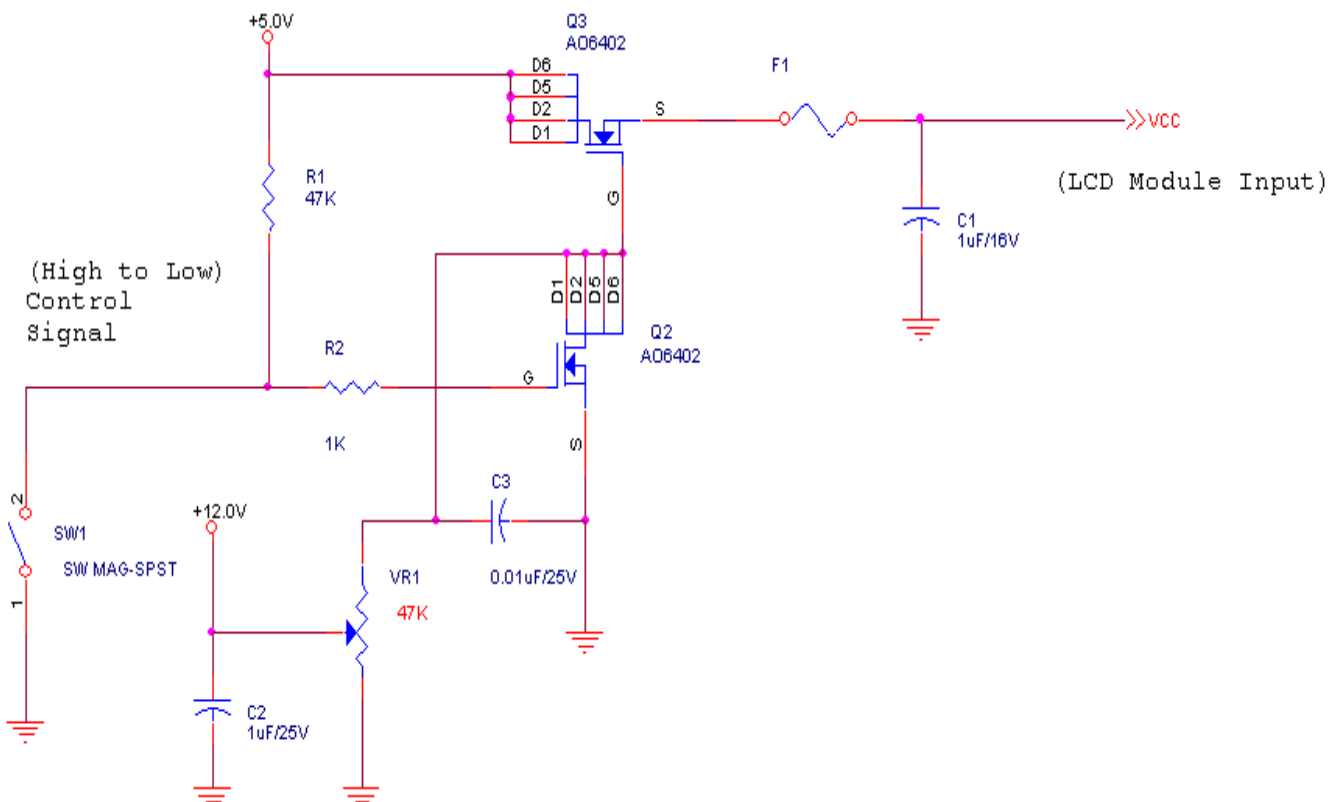 +5.0V
Q3
AO6402
D6
D5
D2
D1
S
G
F1
VCC
(LCD Module Input)
R1
47K
C1
1uF/16V
(High to Low)
Control
Signal
D1
D2
D5
D6
Q2
AO6402
R2
G
1K
S
C3
0.01uF/25V
2
SW1
SW MAG-SPST
1
+12.0V
VR1
47K
C2
1uF/25V